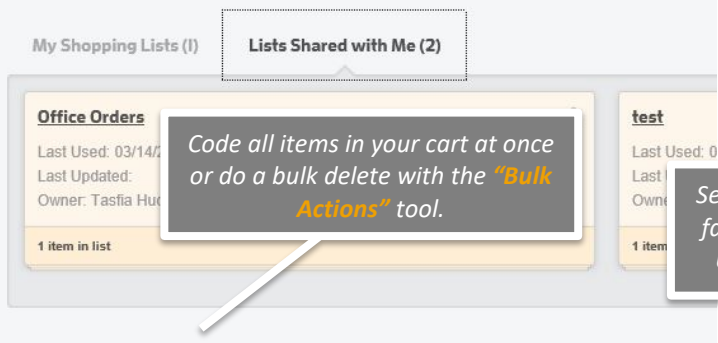 My Shopping Lists (1) Lists Shared with Me (2)
Office Orders
Last Used: 03/14/2
Last Updated:
Owner: Tasfia Huc
1 item in list
Code all items in your cart at once
or do a bulk delete with the “Bulk
Actions” tool.
test
Last Used: 0
Last
Owne
1 item
Se
fa